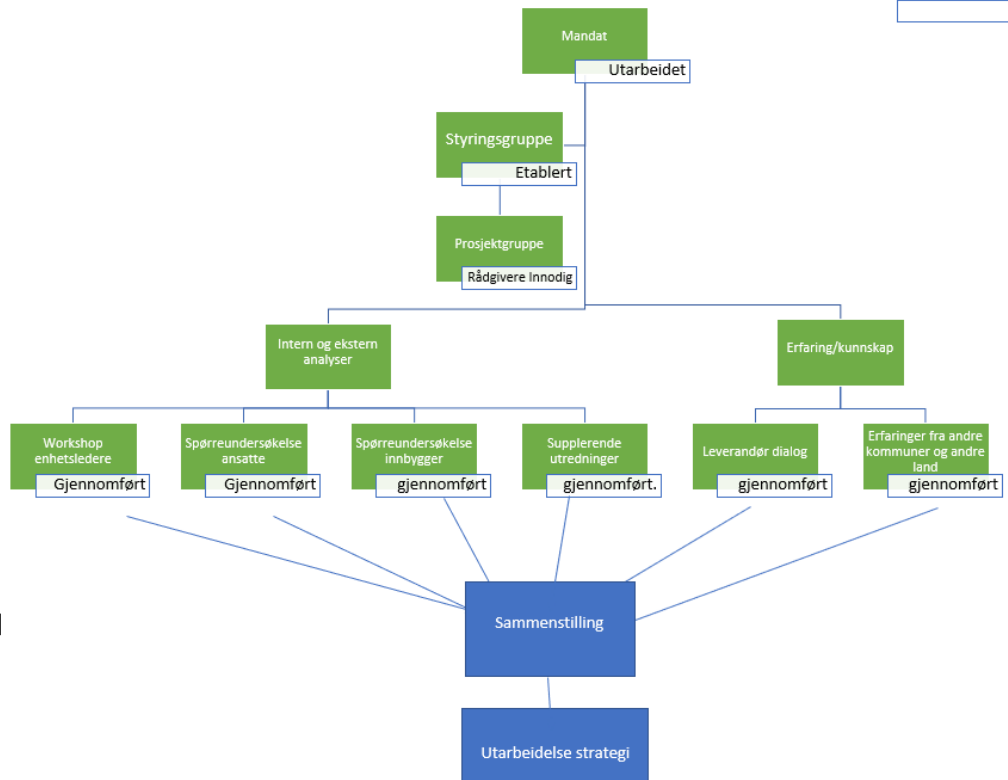 Mandat
Utarbeidet
Styringsgruppe
Etablert
Prosjektgruppe
Rådgivere Innodig
Intern og ekstern
analyser
Erfaring/kunnskap
Workshop
enhetsledere
Gjennomført
Spørreundersøkelse
ansatte
Gjennomført
Spørreundersøkelse
innbygger
gjennomført
Supplerende
utredninger
gjennomført.
Leverandør dialog
gjennomført
Erfaringer fra andre
kommuner og andre
land
gjennomført
Sammenstilling
Utarbeidelse strategi